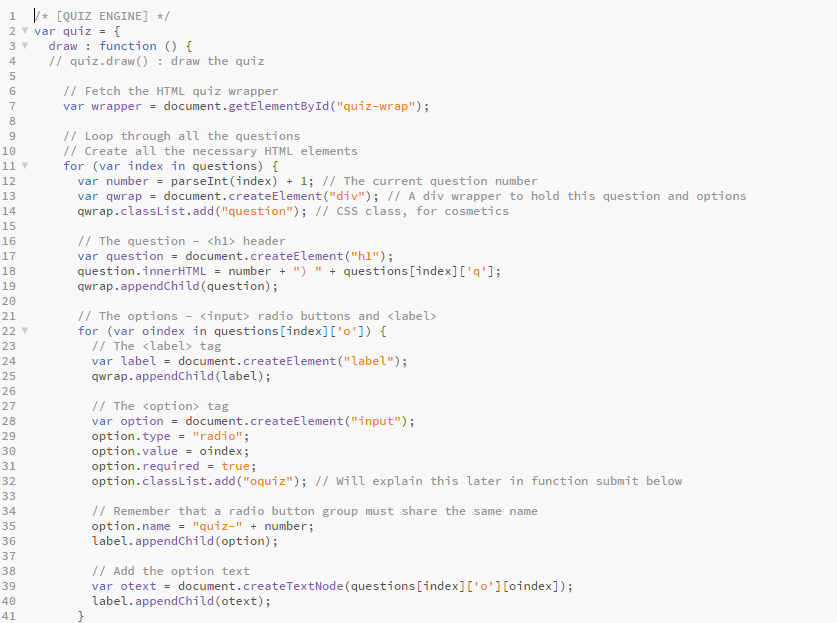 1 /* [QUIZ ENGINE] */
2 var quiz = {
3   draw : function () {
4   // quiz.draw() : draw the quiz
5
6     // Fetch the HTML quiz wrapper
7     var wrapper = document.getElementById("quiz-wrap");
8
9     // Loop through all the questions
10     // Create all the necessary HTML elements
11     for (var index in questions) {
12       var number = parseInt(index) + 1; // The current question number
13       var qwrap = document.createElement("div"); // A div wrapper to hold this question and options
14       qwrap.classList.add("question"); // CSS class, for cosmetics
15
16       // The question - <h1> header
17       var question = document.createElement("h1");
18       question.innerHTML = number + ") " + questions[index]['q'];
19       qwrap.appendChild(question);
20
21       // The options - <input> radio buttons and <label>
22       for (var oindex in questions[index]['o']) {
23         // The <label> tag
24         var label = document.createElement("label");
25         qwrap.appendChild(label);
26
27         // The <option> tag
28         var option = document.createElement("input");
29         option.type = "radio";
30         option.value = oindex;
31         option.required = true;
32         option.classList.add("oquiz"); // Will explain this later in function submit below
33
34         // Remember that a radio button group must share the same name
35         option.name = "quiz-" + number;
36         label.appendChild(option);
37
38         // Add the option text
39         var otext = document.createTextNode(questions[index]['o'][oindex]);
40         label.appendChild(otext);
41       }